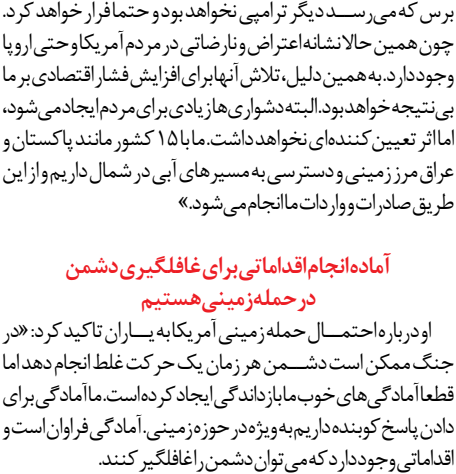 برس که می‌رسد دیگر ترامپی نخواهد بود و حتما فرار خواهد کرد.
چون همین حالا نشانه اعتراض و نارضاتی در مردم آمریکا و حتی اروپا
وجود دارد. به همین دلیل، تلاش آنها برای افزایش فشار اقتصادی بر ما
بی‌نتیجه خواهد بود. البته دشواری‌ها زیادی برای مردم ایجاد می‌شود،
اما اثر تعیین کننده‌ای نخواهد داشت. ما با ۱۵ کشور مانند پاکستان و
عراق مرز زمینی و دسترسی به مسیرهای آبی در شمال داریم و از این
طریق صادرات و واردات ما انجام می‌شود.»
آماده انجام اقداماتی برای غافلگیری دشمن
در حمله زمینی هستیم
او درباره احتمال حمله زمینی آمریکا به یاران تاکید کرد: «در
جنگ ممکن است دشمن هر زمان یک حرکت غلط انجام دهد اما
قطعا آمادگی‌های خوب ما بازدارندگی ایجاد کرده است. ما آمادگی برای
دادن پاسخ کوبنده داریم به ویژه در حوزه زمینی. آمادگی فراوان است و
اقداماتی وجود دارد که می‌توان دشمن را غافلگیر کنند.